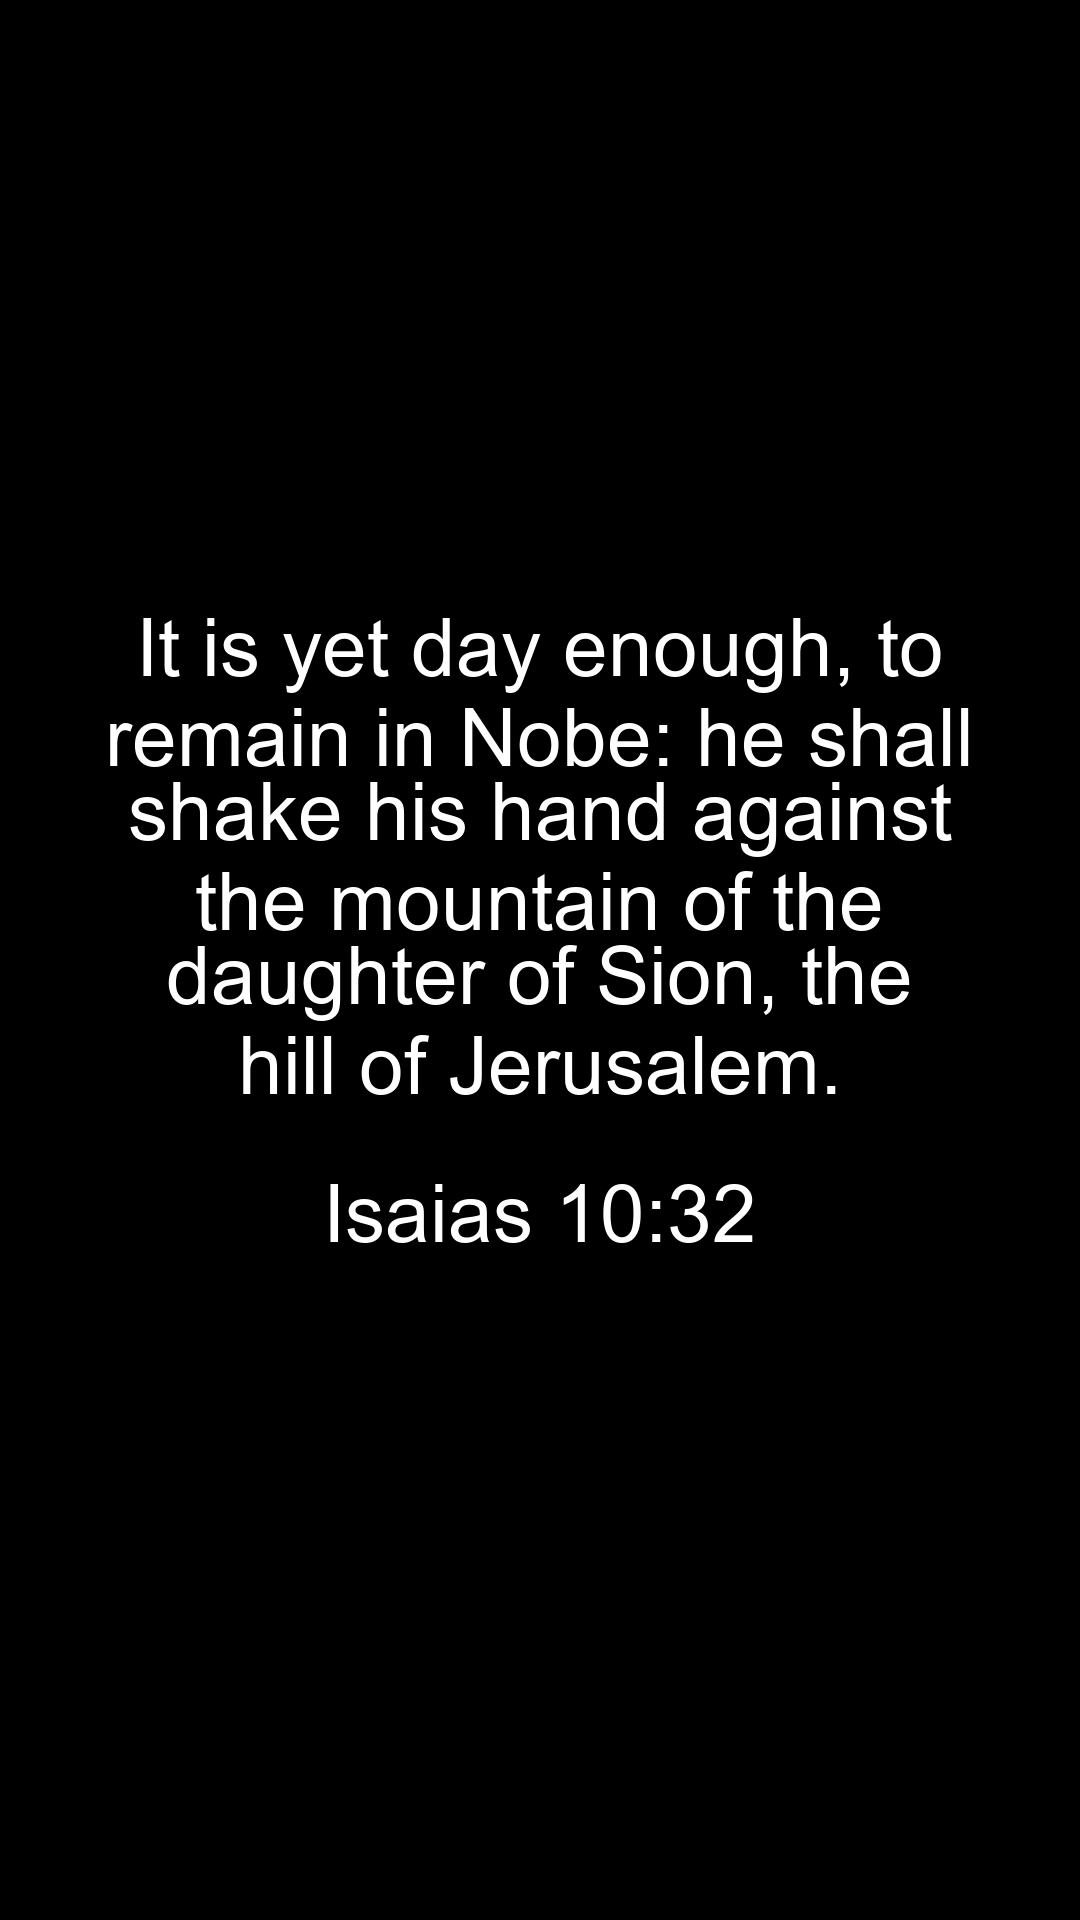 It is yet day enough, to
remain in Nobe: he shall
shake his hand against
the mountain of the
daughter of Sion, the
hill of Jerusalem.
Isaias 10:32